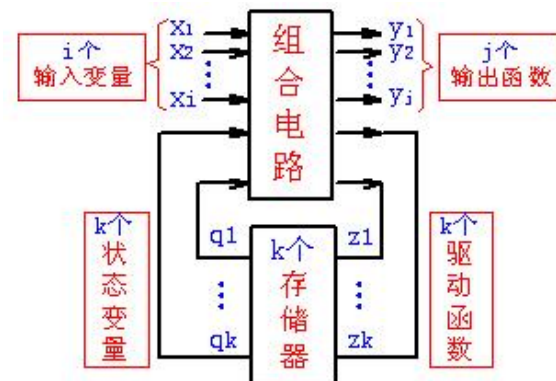 i个
输入变量
x1
x2
xi
组合电路
y1
y2
yj
j个
输出函数
k个
状态变量
q1
qk
k个
存储器
z1
zk
k个
驱动函数